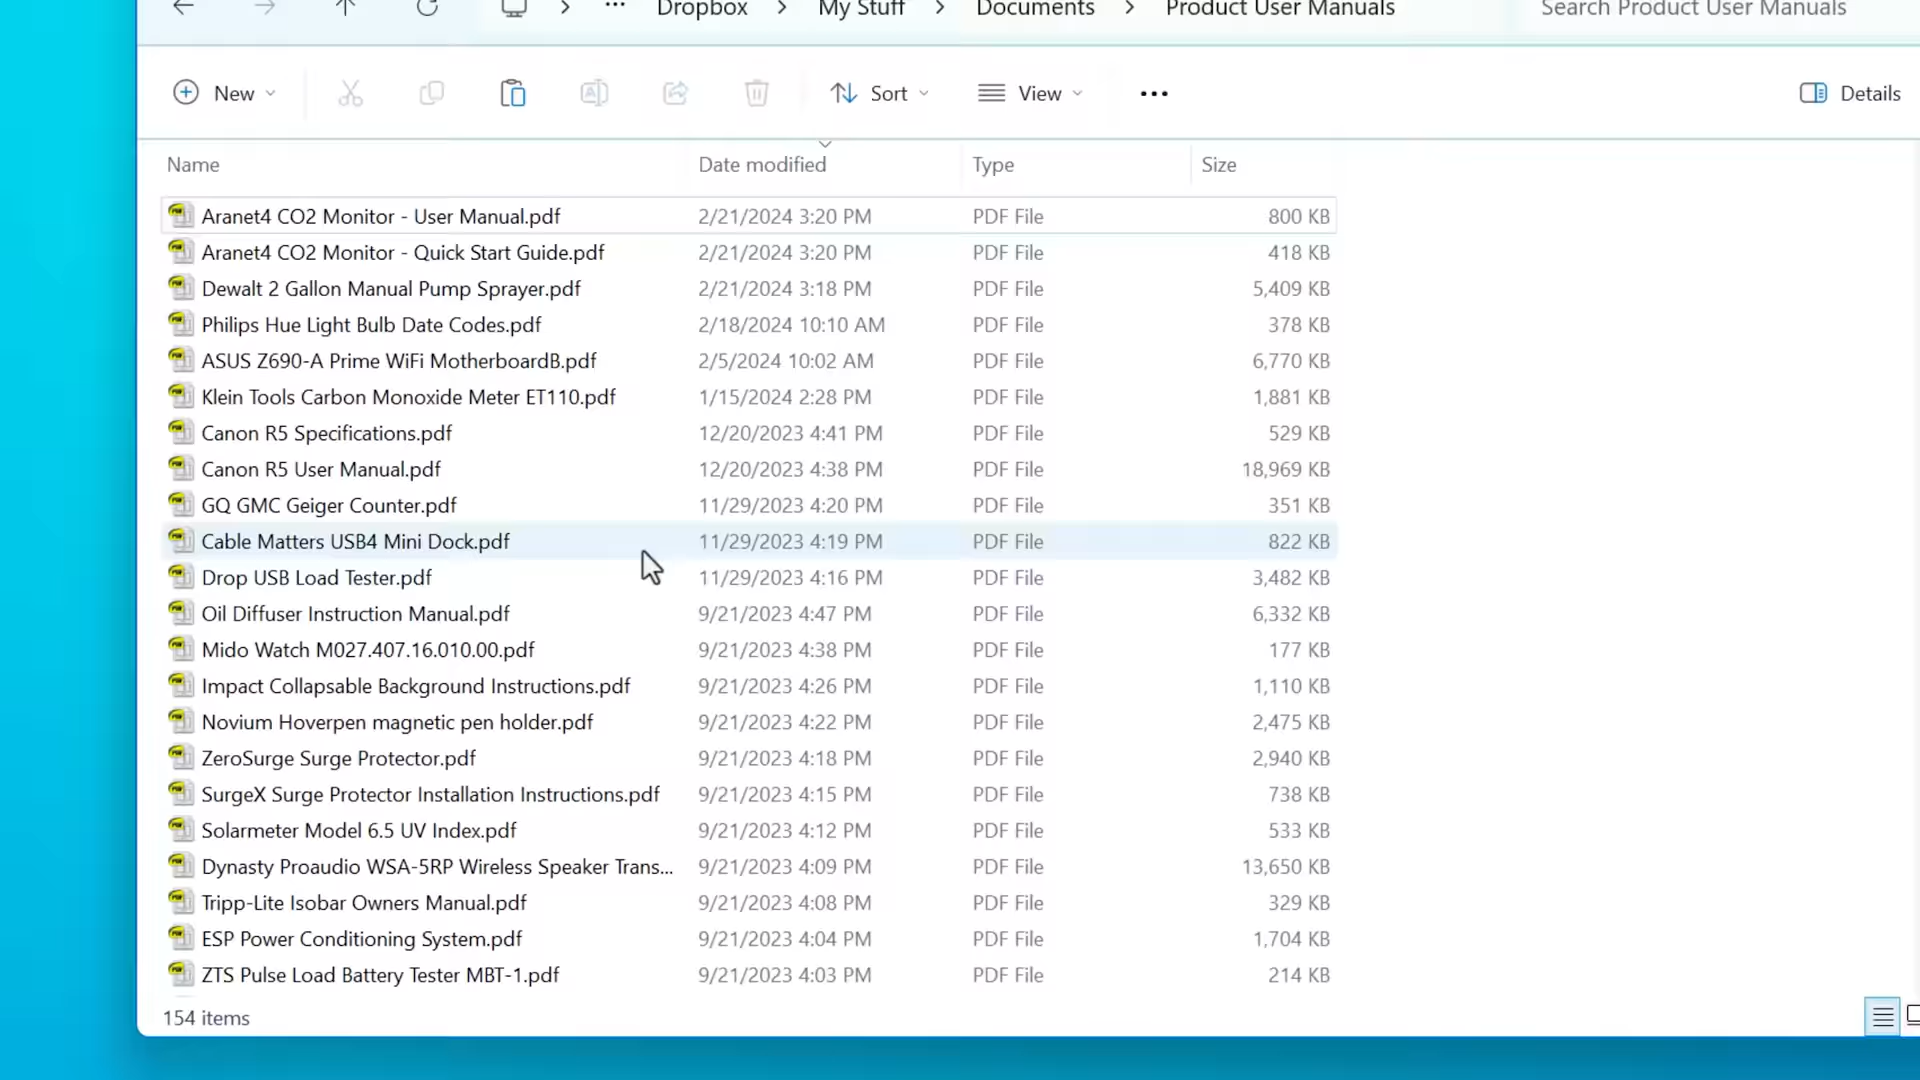 Dropbox > My Stuff > Documents > Product User Manuals Search Product User Manuals
New Sort View Details
Name Date modified Type Size
Aranet4 CO2 Monitor - User Manual.pdf 2/21/2024 3:20 PM PDF File 800 KB
Aranet4 CO2 Monitor - Quick Start Guide.pdf 2/21/2024 3:20 PM PDF File 418 KB
Dewalt 2 Gallon Manual Pump Sprayer.pdf 2/21/2024 3:18 PM PDF File 5,409 KB
Philips Hue Light Bulb Date Codes.pdf 2/18/2024 10:10 AM PDF File 378 KB
ASUS Z690-A Prime WiFi MotherboardB.pdf 2/5/2024 10:02 AM PDF File 6,770 KB
Klein Tools Carbon Monoxide Meter ET110.pdf 1/15/2024 2:28 PM PDF File 1,881 KB
Canon R5 Specifications.pdf 12/20/2023 4:41 PM PDF File 529 KB
Canon R5 User Manual.pdf 12/20/2023 4:38 PM PDF File 18,969 KB
GQ GMC Geiger Counter.pdf 11/29/2023 4:20 PM PDF File 351 KB
Cable Matters USB4 Mini Dock.pdf 11/29/2023 4:19 PM PDF File 822 KB
Drop USB Load Tester.pdf 11/29/2023 4:16 PM PDF File 3,482 KB
Oil Diffuser Instruction Manual.pdf 9/21/2023 4:47 PM PDF File 6,332 KB
Mido Watch M027.407.16.010.00.pdf 9/21/2023 4:38 PM PDF File 177 KB
Impact Collapsable Background Instructions.pdf 9/21/2023 4:26 PM PDF File 1,110 KB
Novium Hoverpen magnetic pen holder.pdf 9/21/2023 4:22 PM PDF File 2,475 KB
ZeroSurge Surge Protector.pdf 9/21/2023 4:18 PM PDF File 2,940 KB
SurgeX Surge Protector Installation Instructions.pdf 9/21/2023 4:15 PM PDF File 738 KB
Solarmeter Model 6.5 UV Index.pdf 9/21/2023 4:12 PM PDF File 533 KB
Dynasty Proaudio WSA-5RP Wireless Speaker Trans... 9/21/2023 4:09 PM PDF File 13,650 KB
Tripp-Lite Isobar Owners Manual.pdf 9/21/2023 4:08 PM PDF File 329 KB
ESP Power Conditioning System.pdf 9/21/2023 4:04 PM PDF File 1,704 KB
ZTS Pulse Load Battery Tester MBT-1.pdf 9/21/2023 4:03 PM PDF File 214 KB
154 items